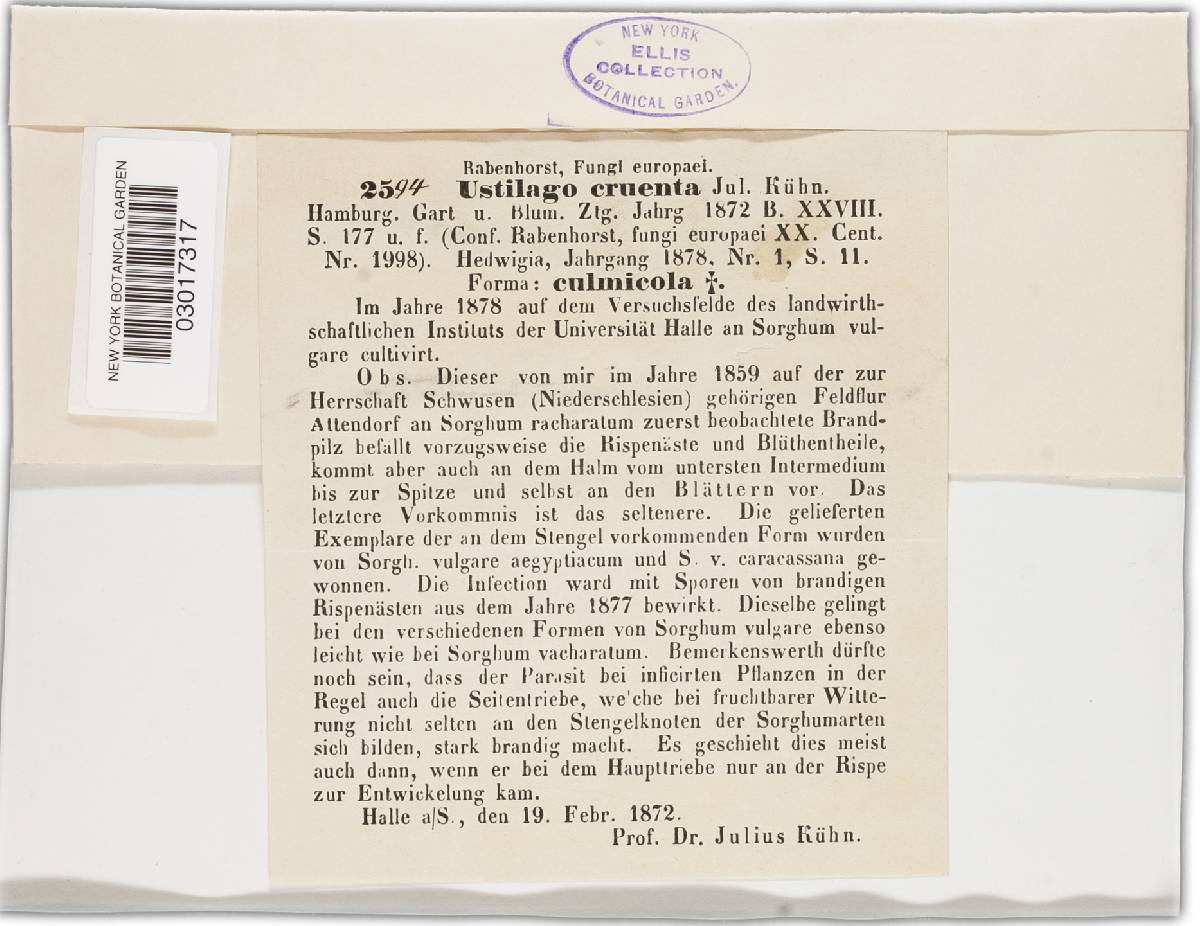 NEW YORK
ELLIS
COLLECTION
BOTANICAL GARDEN.
NEW YORK BOTANICAL GARDEN
03017317
Rabenhorst, Fungi europaei.
2594 Ustilago cruenta Jul. Kühn.
Hamburg. Gart u. Blum. Ztg. Jahrg 1872 B. XXVIII.
S. 177 u. f. (Conf. Rabenhorst, fungi europaei XX. Cent.
Nr. 1998). Hedwigia, Jahrgang 1878, Nr. 1, S. 11.
Forma: culmicola †.
Im Jahre 1878 auf dem Versuchsfelde des landwirth-
schaftlichen Instituts der Universität Halle an Sorghum vul-
gare cultivirt.
Obs. Dieser von mir im Jahre 1859 auf der zur
Herrschaft Schwusen (Niederschlesien) gehörigen Feldflur
Attendorf an Sorghum racharatum zuerst beobachtete Brand-
pilz befällt vorzugsweise die Rispenäste und Blüthentheile,
kommt aber auch an dem Halm vom untersten Intermedium
bis zur Spitze und selbst an den Blättern vor. Das
letztere Vorkommnis ist das seltenere. Die gelieferten
Exemplare der an dem Stengel vorkommenden Form wurden
von Sorgh. vulgare aegyptiacum und S. v. caracassana ge-
wonnen. Die Infection ward mit Sporen von brandigen
Rispenästen aus dem Jahre 1877 bewirkt. Dieselbe gelingt
bei den verschiedenen Formen von Sorghum vulgare ebenso
leicht wie bei Sorghum vacharatum. Bemerkenswerth dürfte
noch sein, dass der Parasit bei inficirten Pflanzen in der
Regel auch die Seitentriebe, we'che bei fruchtbarer Witte-
rung nicht selten an den Stengelknoten der Sorghumarten
sich bilden, stark brandig macht. Es geschieht dies meist
auch dann, wenn er bei dem Haupttriebe nur an der Rispe
zur Entwickelung kam.
Halle a/S., den 19. Febr. 1872.
Prof. Dr. Julius Kühn.